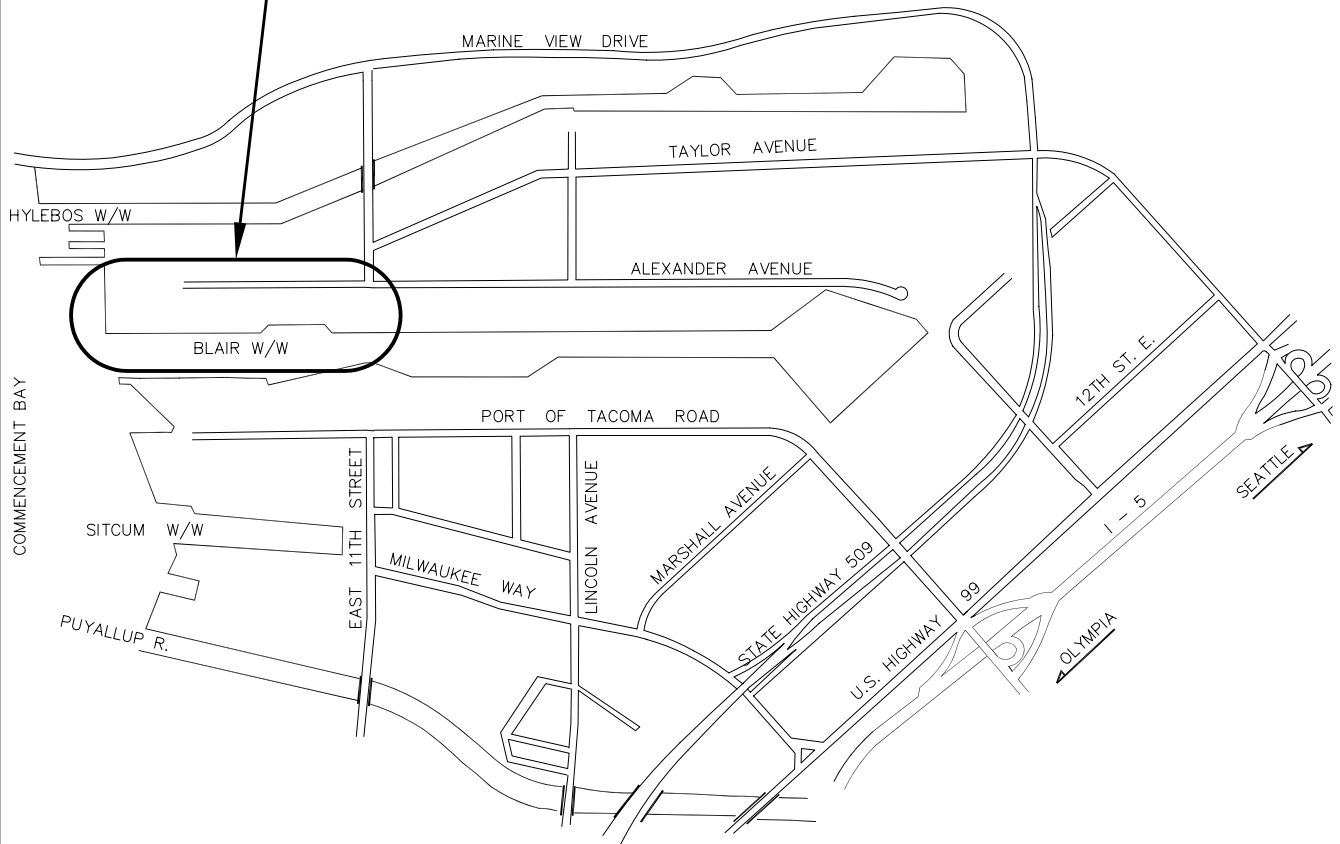 MARINE VIEW DRIVE
TAYLOR AVENUE
HYLEBOS W/W
ALEXANDER AVENUE
BLAIR W/W
12TH ST. E.
COMMENCEMENT BAY
PORT OF TACOMA ROAD
SEATTLE
EAST 11TH STREET
LINCOLN AVENUE
MARSHALL AVENUE
I - 5
SITCUM W/W
MILWAUKEE WAY
STATE HIGHWAY 509
U.S. HIGHWAY 99
PUYALLUP R.
OLYMPIA